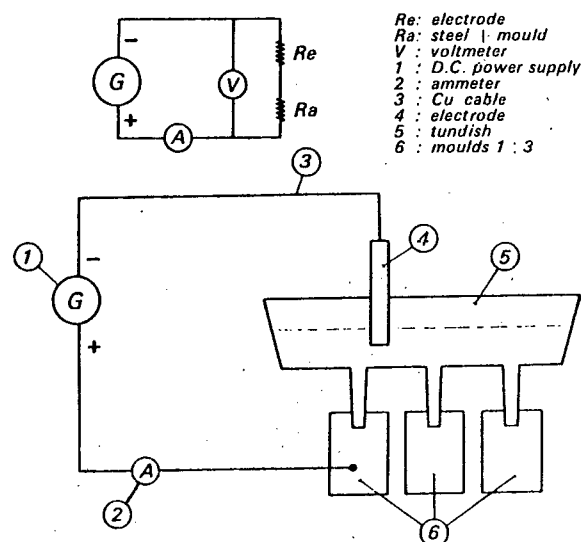 Re: electrode
Ra: steel | mould
V : voltmeter
1 : D.C. power supply
2 : ammeter
3 : Cu cable
4 : electrode
5 : tundish
6 : moulds 1 : 3
−
G
V
Re
Ra
+
A
3
4
1
5
−
G
+
A
2
6